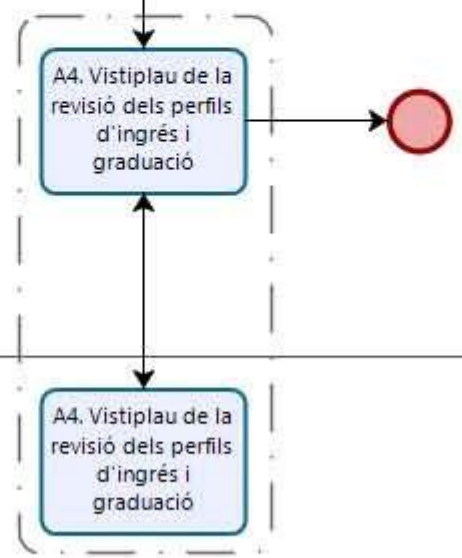 A4. Vistiplau de la
revisió dels perfils
d'ingrés i
graduació
A4. Vistiplau de la
revisió dels perfils
d'ingrés i
graduació